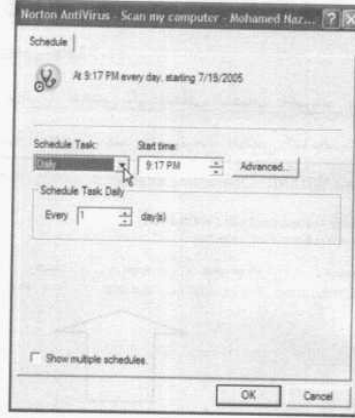 Norton AntiVirus - Scan my computer - Mohamed Naz...
Schedule
At 9:17 PM every day, starting 7/15/2005
Schedule Task:
Start time:
Daily
9:17 PM
Advanced...
Schedule Task Daily
Every 1 day(s)
Show multiple schedules.
OK Cancel